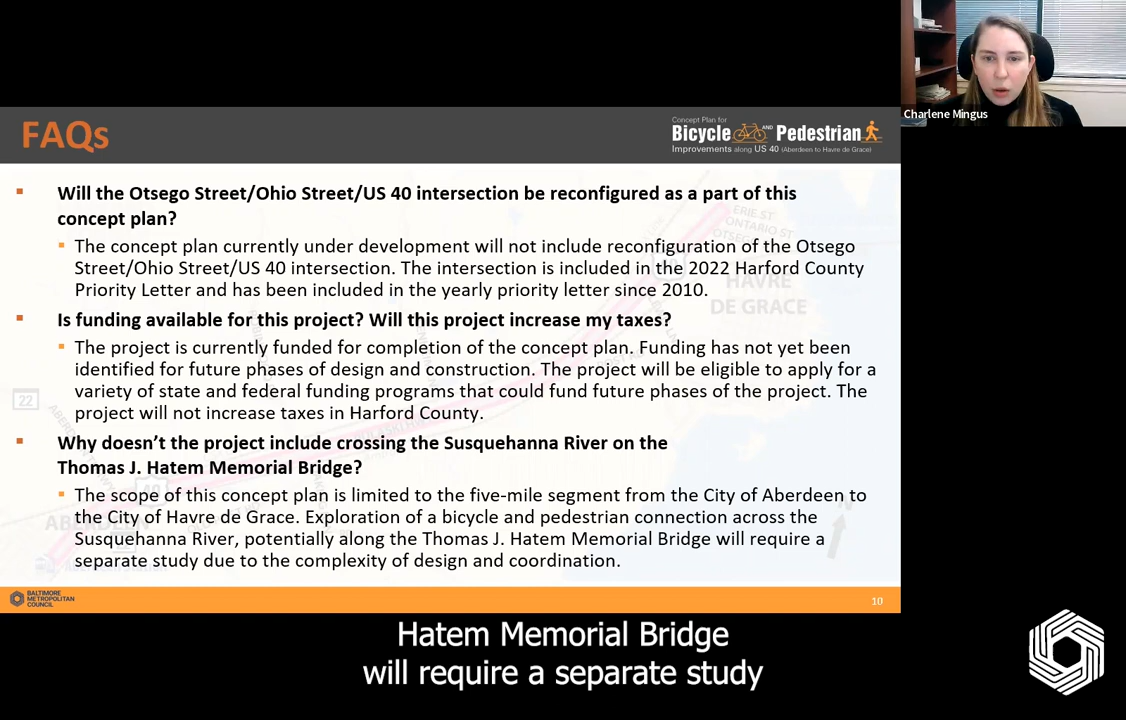 Charlene Mingus
FAQs
Concept Plan for
Bicycle AND Pedestrian
Improvements along US 40 (Aberdeen to Havre de Grace)
▪ Will the Otsego Street/Ohio Street/US 40 intersection be reconfigured as a part of this
concept plan?
▪ The concept plan currently under development will not include reconfiguration of the Otsego
Street/Ohio Street/US 40 intersection. The intersection is included in the 2022 Harford County
Priority Letter and has been included in the yearly priority letter since 2010.
▪ Is funding available for this project? Will this project increase my taxes?
▪ The project is currently funded for completion of the concept plan. Funding has not yet been
identified for future phases of design and construction. The project will be eligible to apply for a
variety of state and federal funding programs that could fund future phases of the project. The
project will not increase taxes in Harford County.
▪ Why doesn’t the project include crossing the Susquehanna River on the
Thomas J. Hatem Memorial Bridge?
▪ The scope of this concept plan is limited to the five-mile segment from the City of Aberdeen to
the City of Havre de Grace. Exploration of a bicycle and pedestrian connection across the
Susquehanna River, potentially along the Thomas J. Hatem Memorial Bridge will require a
separate study due to the complexity of design and coordination.
ERIE ST
ONTARIO ST
HAVRE
DE GRACE
22
40
ABERDEEN
BALTIMORE
METROPOLITAN
COUNCIL
10
Hatem Memorial Bridge
will require a separate study